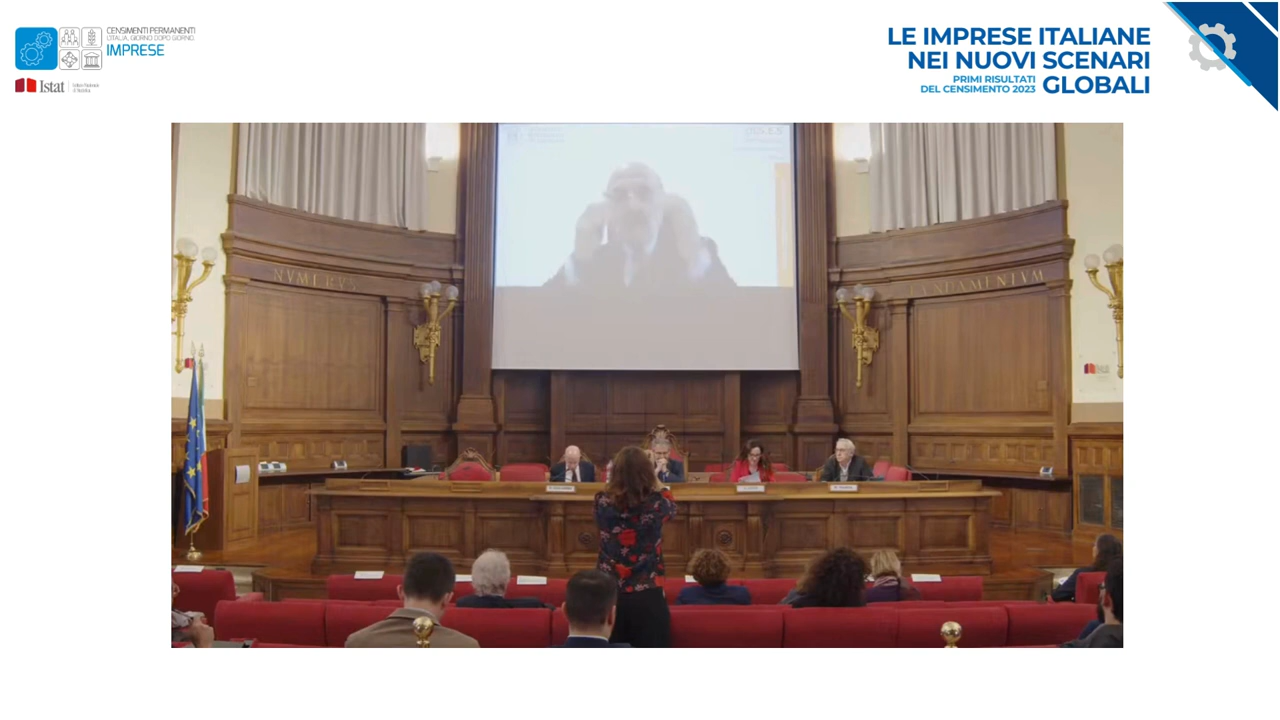 CENSIMENTI PERMANENTI
L'ITALIA, GIORNO DOPO GIORNO.
IMPRESE
Istat
LE IMPRESE ITALIANE
NEI NUOVI SCENARI
PRIMI RISULTATI
DEL CENSIMENTO 2023
GLOBALI
NVMERVS
FVNDAMENTVM